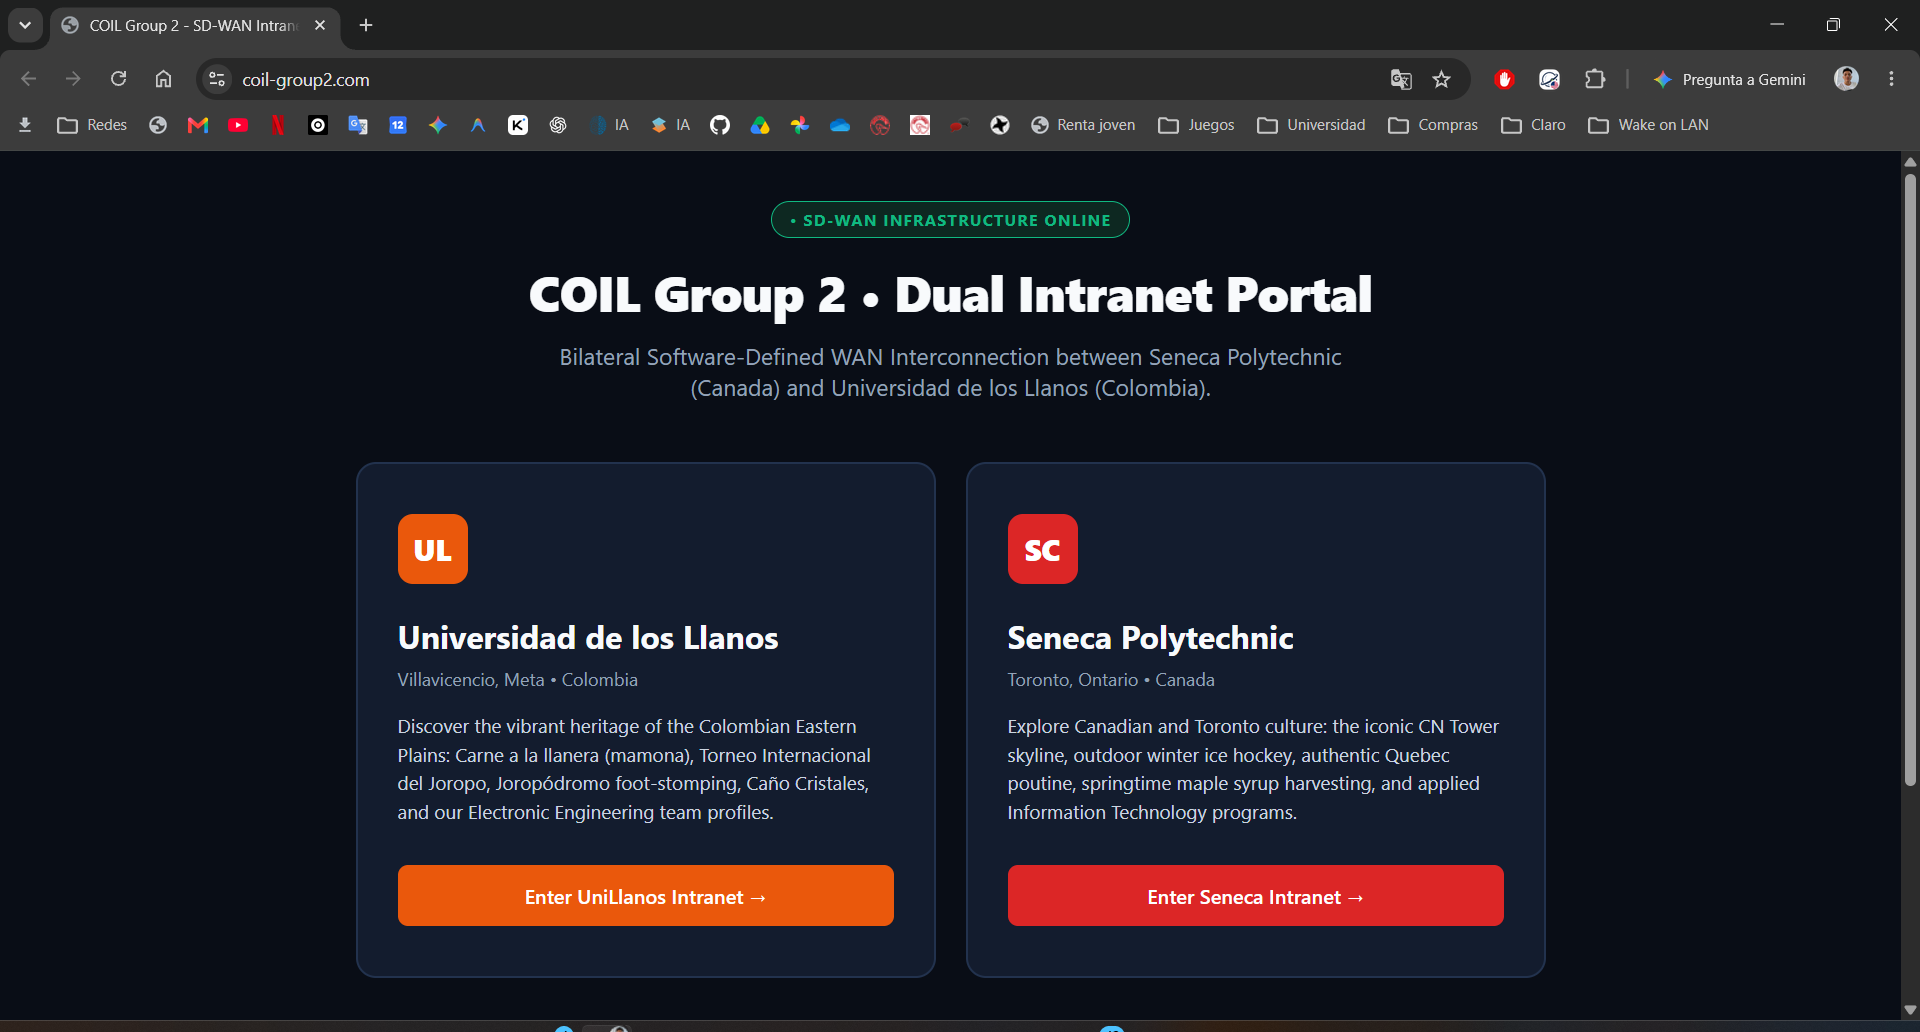 COIL Group 2 - SD-WAN Intran
coil-group2.com
Pregunta a Gemini
Redes
12
K
IA
IA
Renta joven
Juegos
Universidad
Compras
Claro
Wake on LAN
• SD-WAN INFRASTRUCTURE ONLINE
COIL Group 2 • Dual Intranet Portal
Bilateral Software-Defined WAN Interconnection between Seneca Polytechnic
(Canada) and Universidad de los Llanos (Colombia).
UL
Universidad de los Llanos
Villavicencio, Meta • Colombia
Discover the vibrant heritage of the Colombian Eastern
Plains: Carne a la llanera (mamona), Torneo Internacional
del Joropo, Joropódromo foot-stomping, Caño Cristales,
and our Electronic Engineering team profiles.
Enter UniLlanos Intranet →
SC
Seneca Polytechnic
Toronto, Ontario • Canada
Explore Canadian and Toronto culture: the iconic CN Tower
skyline, outdoor winter ice hockey, authentic Quebec
poutine, springtime maple syrup harvesting, and applied
Information Technology programs.
Enter Seneca Intranet →